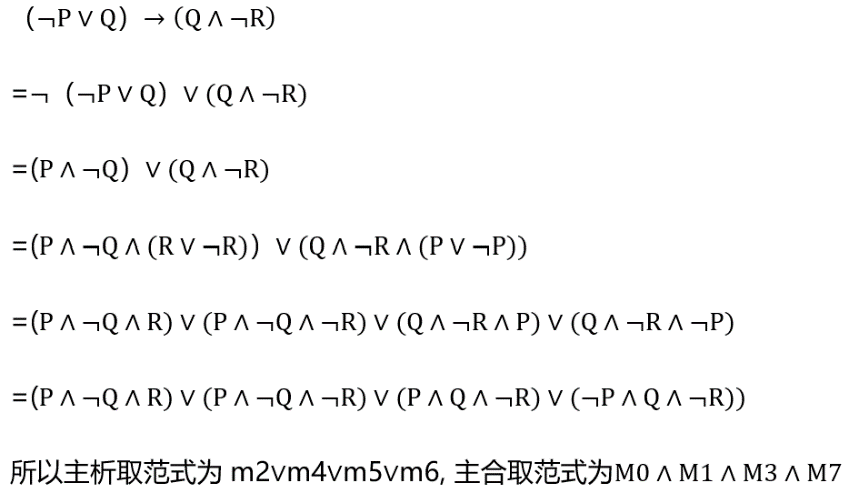 （¬P ∨ Q）→ (Q ∧ ¬R)
=¬（¬P ∨ Q）∨ (Q ∧ ¬R)
=(P ∧ ¬Q）∨ (Q ∧ ¬R)
=(P ∧ ¬Q ∧ (R ∨ ¬R)）∨ (Q ∧ ¬R ∧ (P ∨ ¬P))
=(P ∧ ¬Q ∧ R) ∨ (P ∧ ¬Q ∧ ¬R) ∨ (Q ∧ ¬R ∧ P) ∨ (Q ∧ ¬R ∧ ¬P)
=(P ∧ ¬Q ∧ R) ∨ (P ∧ ¬Q ∧ ¬R) ∨ (P ∧ Q ∧ ¬R) ∨ (¬P ∧ Q ∧ ¬R))
所以主析取范式为 m2∨m4∨m5∨m6, 主合取范式为M0 ∧ M1 ∧ M3 ∧ M7